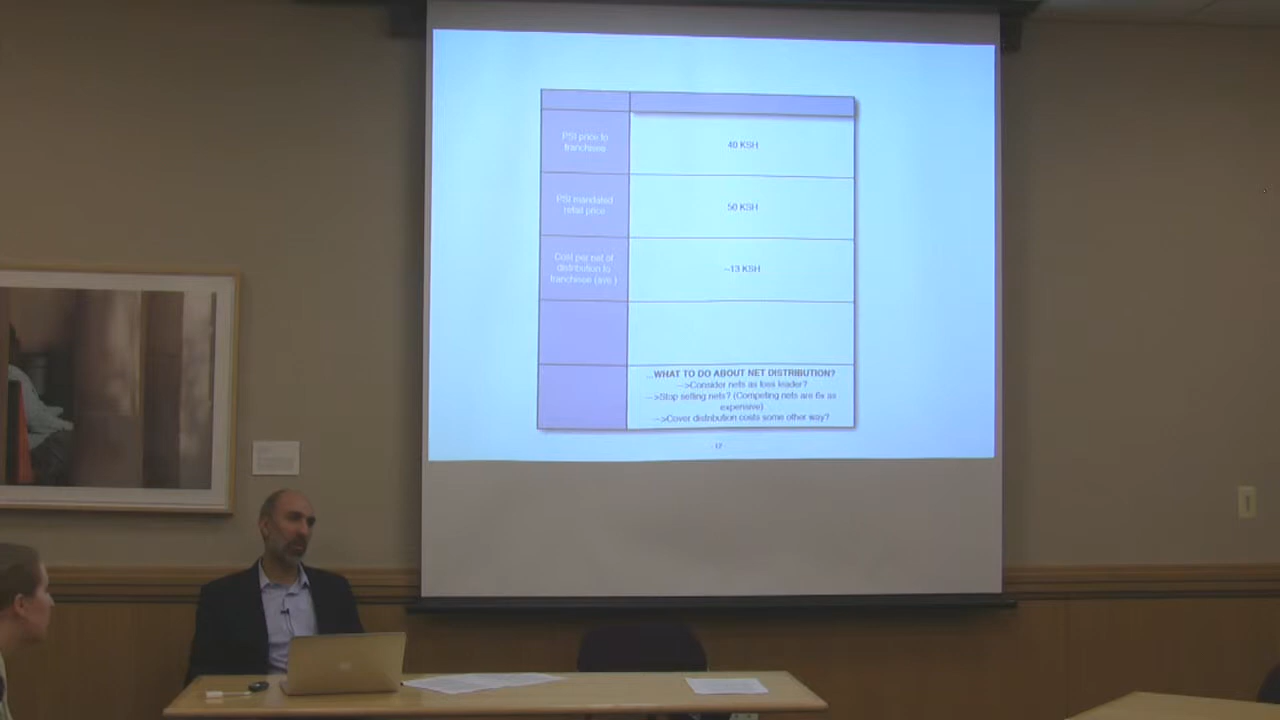 PSI price to
franchisee
40 KSH
PSI mandated
retail price
50 KSH
Cost per net of
distribution to
franchisee (ave.)
~13 KSH
...WHAT TO DO ABOUT NET DISTRIBUTION?
-->Consider nets as loss leader?
-->Stop selling nets? (Competing nets are 6x as
expensive)
-->Cover distribution costs some other way?
- 12 -